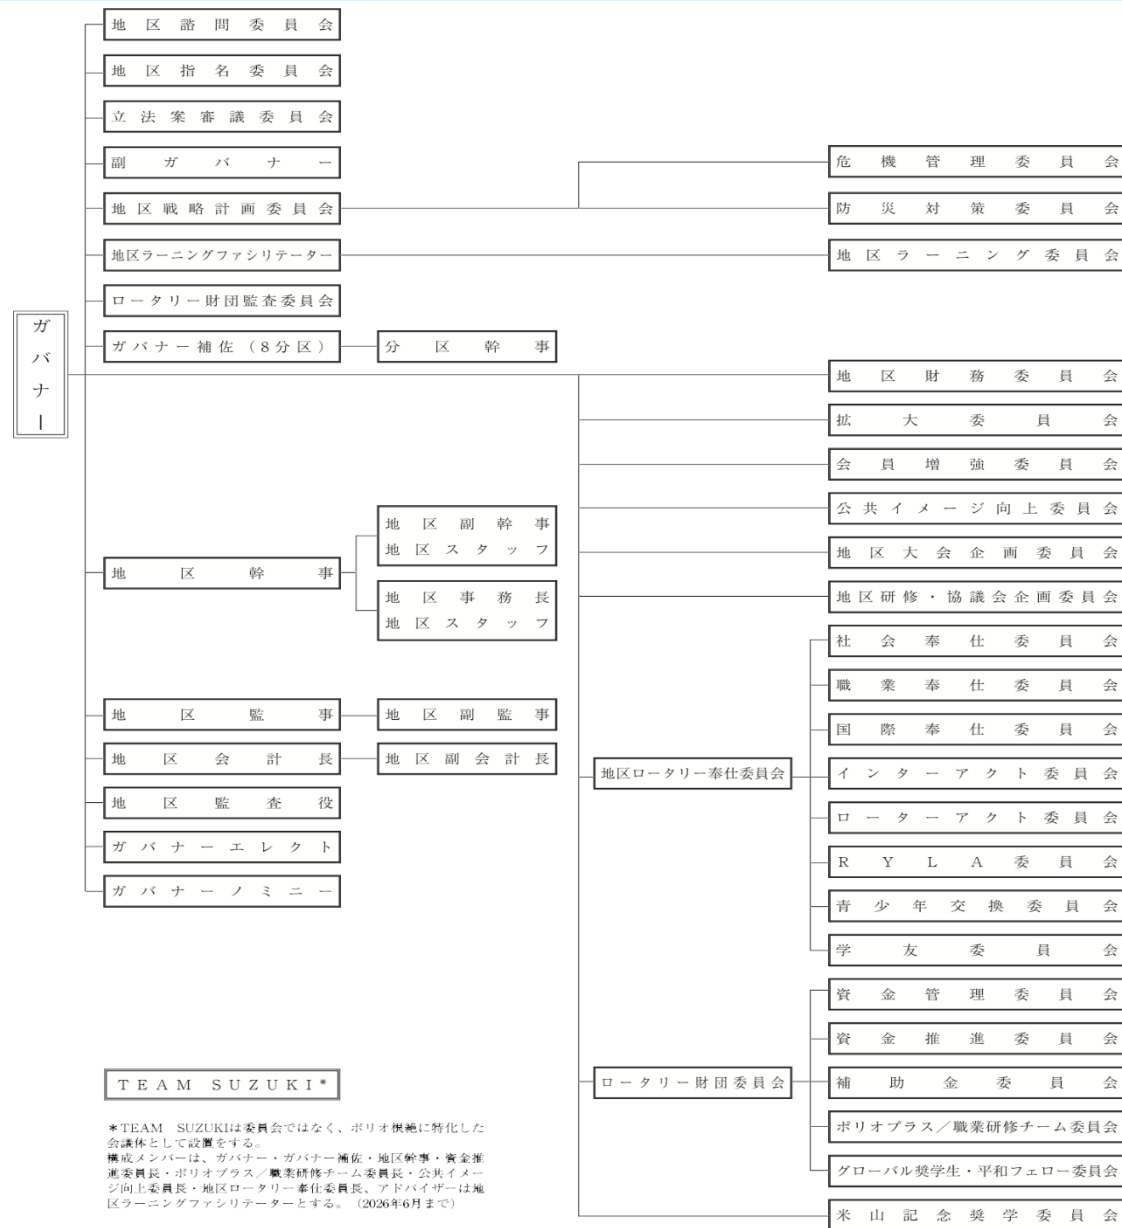 地区諮問委員会
地区指名委員会
立法案審議委員会
副ガバナー
危機管理委員会
地区戦略計画委員会
防災対策委員会
地区ラーニングファシリテーター
地区ラーニング委員会
ロータリー財団監査委員会
ガバナー
ガバナー補佐（8分区）
分区幹事
地区財務委員会
拡大委員会
会員増強委員会
公共イメージ向上委員会
地区副幹事
地区スタッフ
地区大会企画委員会
地区幹事
地区事務長
地区スタッフ
地区研修・協議会企画委員会
社会奉仕委員会
職業奉仕委員会
地区監事
地区副監事
国際奉仕委員会
地区会計長
地区副会計長
地区ロータリー奉仕委員会
インターアクト委員会
地区監査役
ローターアクト委員会
ガバナーエレクト
RYLA委員会
ガバナーノミニー
青少年交換委員会
学友委員会
資金管理委員会
資金推進委員会
ロータリー財団委員会
補助金委員会
ポリオプラス／職業研修チーム委員会
グローバル奨学生・平和フェロー委員会
米山記念奨学委員会
TEAM SUZUKI*
*TEAM SUZUKIは委員会ではなく、ポリオ根絶に特化した
会議体として設置をする。
構成メンバーは、ガバナー・ガバナー補佐・地区幹事・資金推
進委員長・ポリオプラス／職業研修チーム委員長・公共イメー
ジ向上委員長・地区ロータリー奉仕委員長、アドバイザーは地
区ラーニングファシリテーターとする。（2026年6月まで）